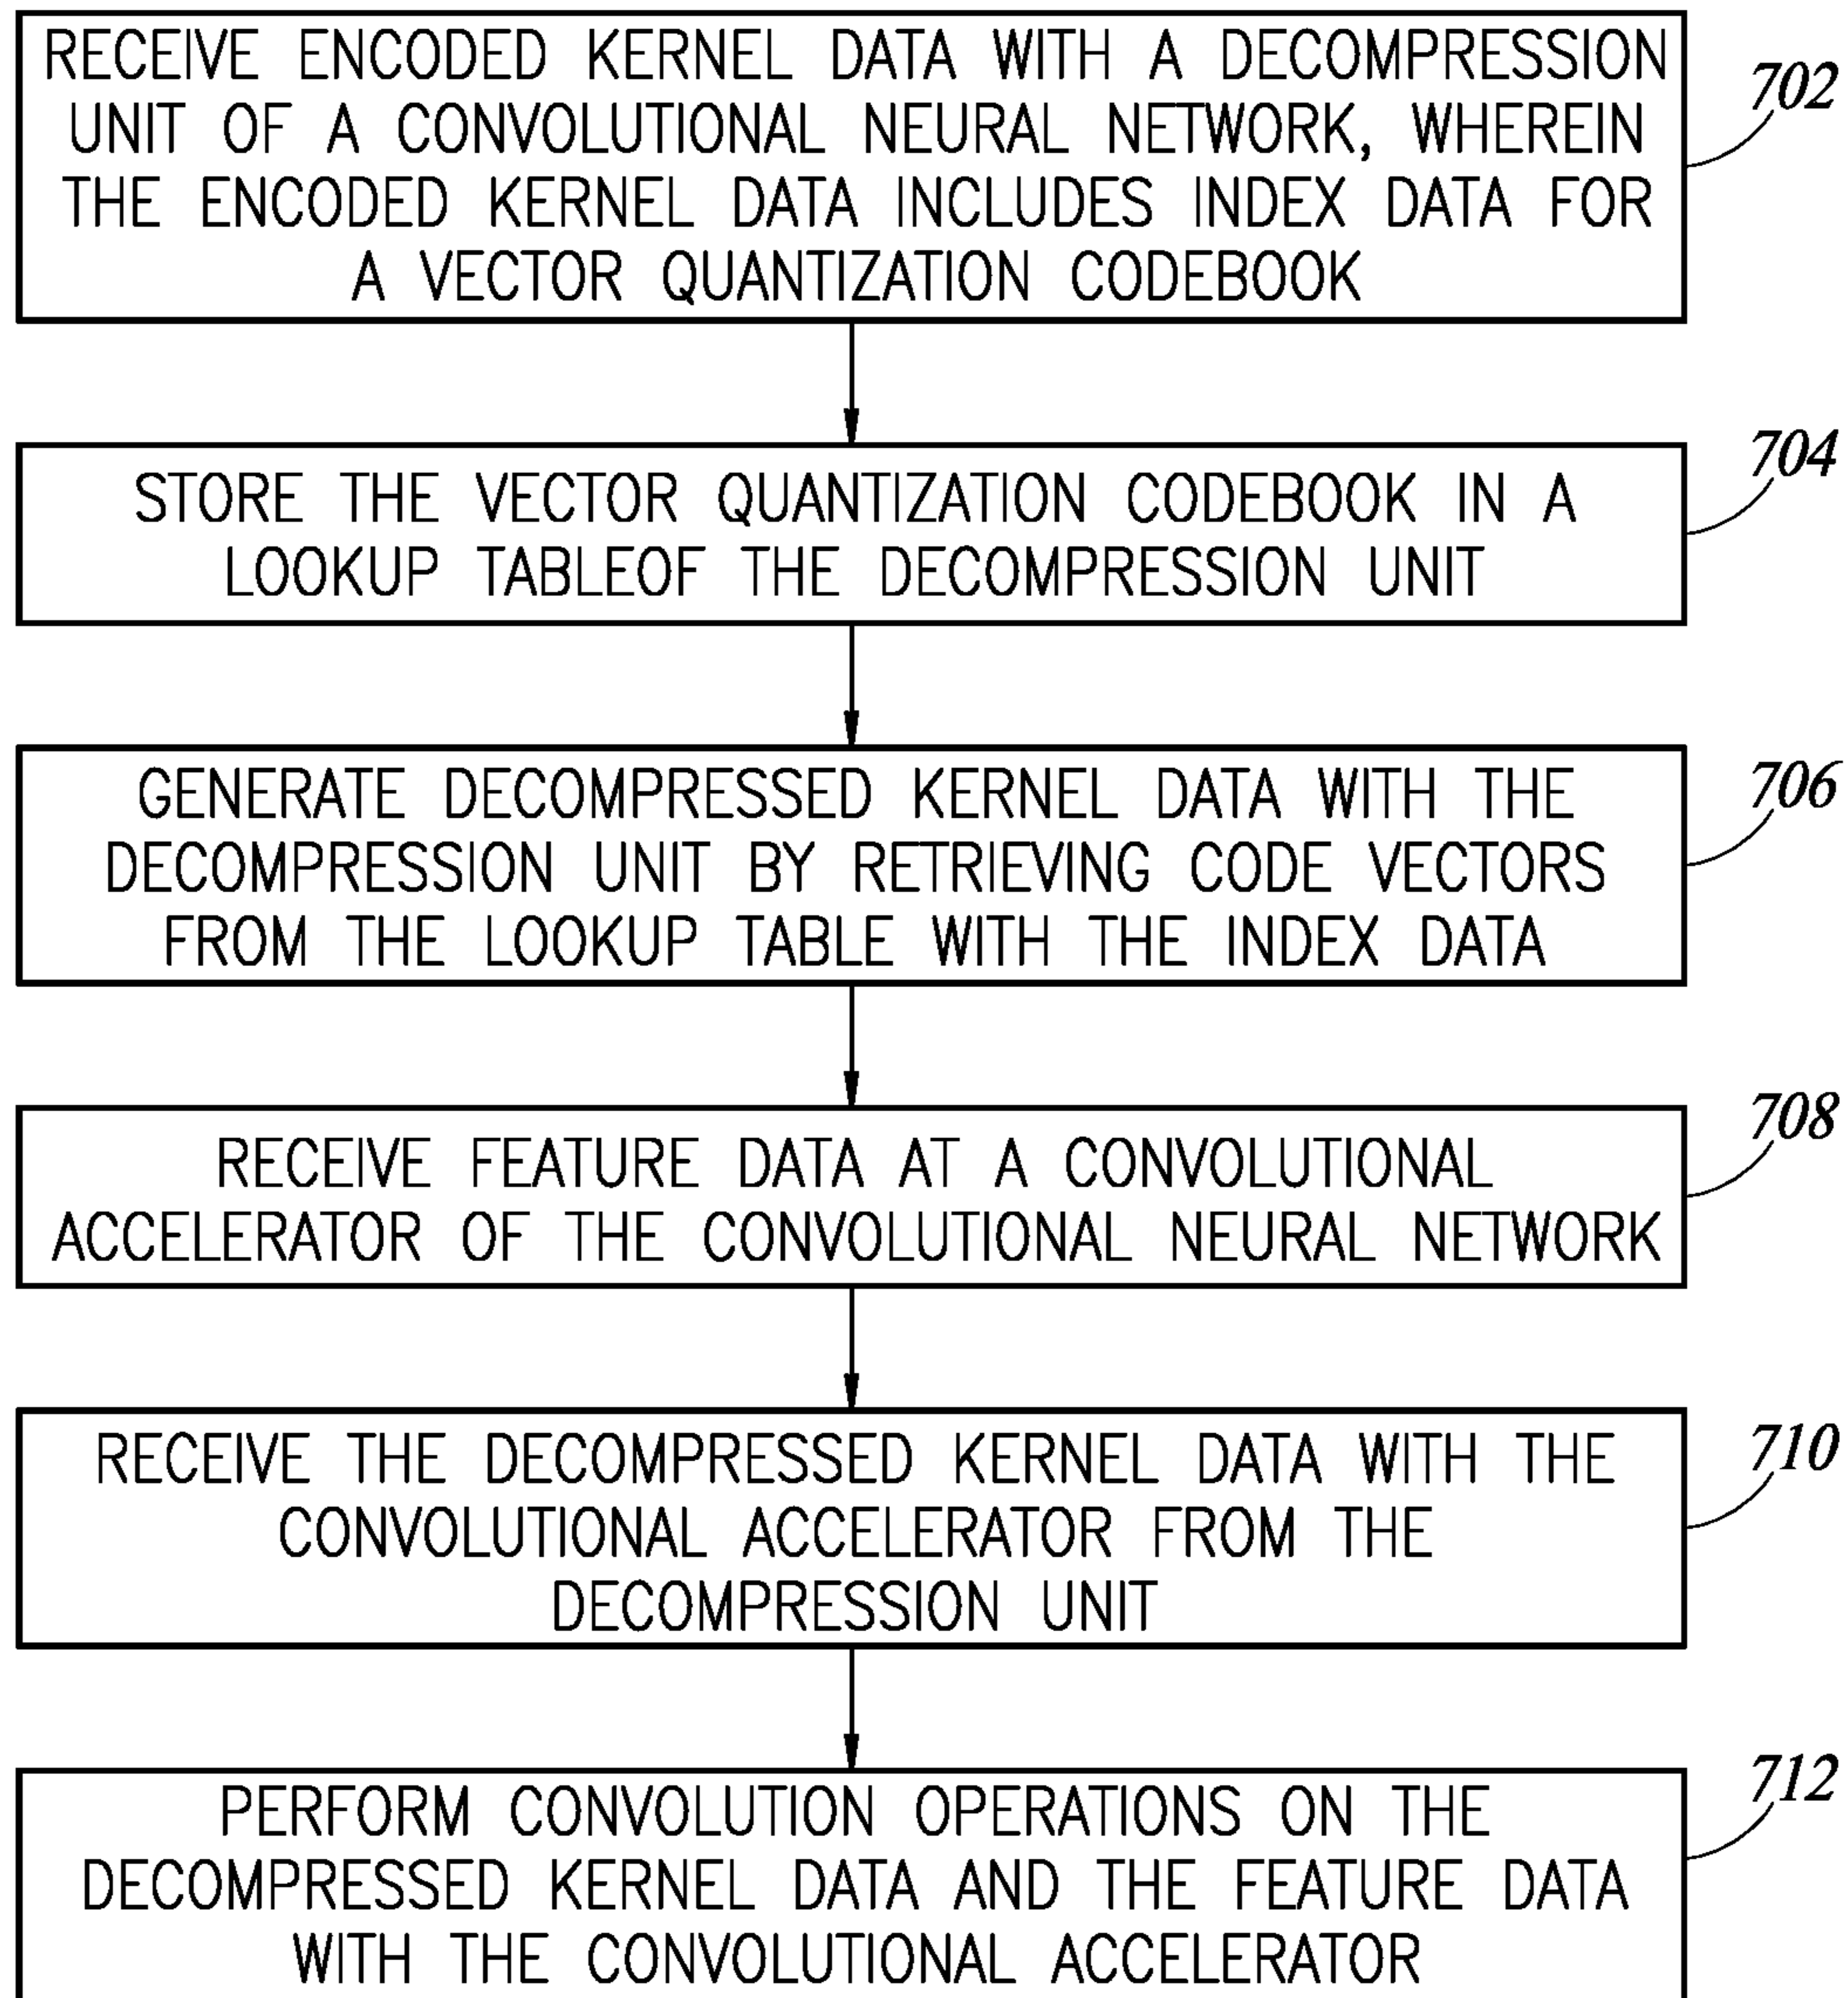 RECEIVE ENCODED KERNEL DATA WITH A DECOMPRESSION
UNIT OF A CONVOLUTIONAL NEURAL NETWORK, WHEREIN
THE ENCODED KERNEL DATA INCLUDES INDEX DATA FOR
A VECTOR QUANTIZATION CODEBOOK
702
STORE THE VECTOR QUANTIZATION CODEBOOK IN A
LOOKUP TABLEOF THE DECOMPRESSION UNIT
704
GENERATE DECOMPRESSED KERNEL DATA WITH THE
DECOMPRESSION UNIT BY RETRIEVING CODE VECTORS
FROM THE LOOKUP TABLE WITH THE INDEX DATA
706
RECEIVE FEATURE DATA AT A CONVOLUTIONAL
ACCELERATOR OF THE CONVOLUTIONAL NEURAL NETWORK
708
RECEIVE THE DECOMPRESSED KERNEL DATA WITH THE
CONVOLUTIONAL ACCELERATOR FROM THE
DECOMPRESSION UNIT
710
PERFORM CONVOLUTION OPERATIONS ON THE
DECOMPRESSED KERNEL DATA AND THE FEATURE DATA
WITH THE CONVOLUTIONAL ACCELERATOR
712